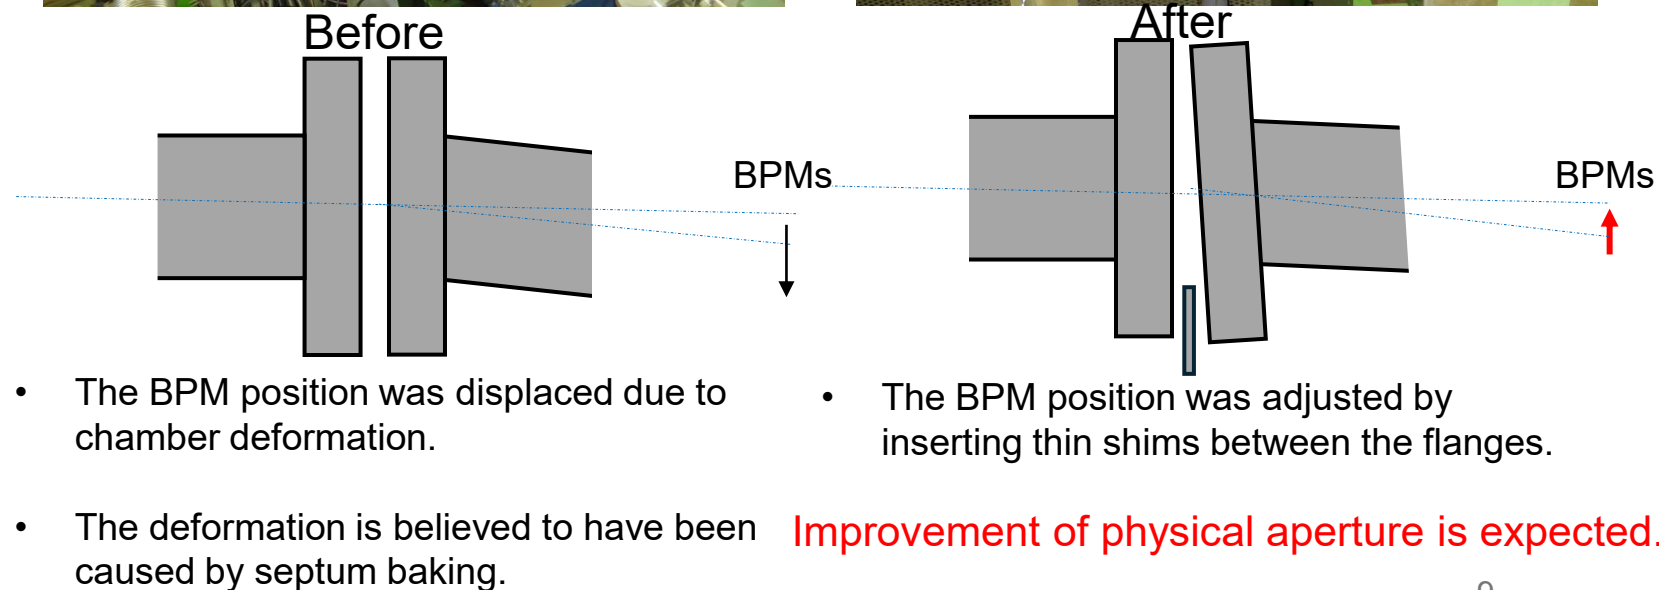 Before
After
BPMs
BPMs
• The BPM position was displaced due to
chamber deformation.
• The deformation is believed to have been
caused by septum baking.
• The BPM position was adjusted by
inserting thin shims between the flanges.
Improvement of physical aperture is expected.